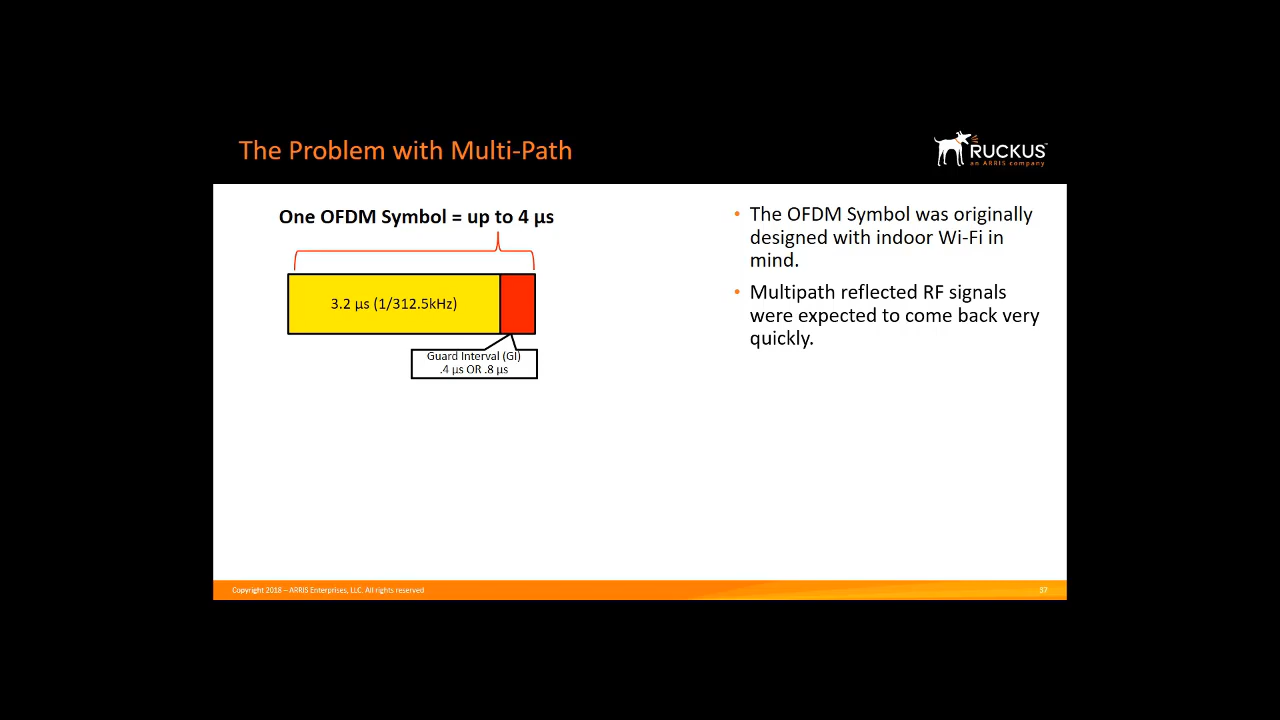 The Problem with Multi-Path
RUCKUS™
an ARRIS company
One OFDM Symbol = up to 4 µs
3.2 µs (1/312.5kHz)
Guard Interval (GI)
.4 µs OR .8 µs
• The OFDM Symbol was originally
designed with indoor Wi-Fi in
mind.
• Multipath reflected RF signals
were expected to come back very
quickly.
Copyright 2018 – ARRIS Enterprises, LLC. All rights reserved
37